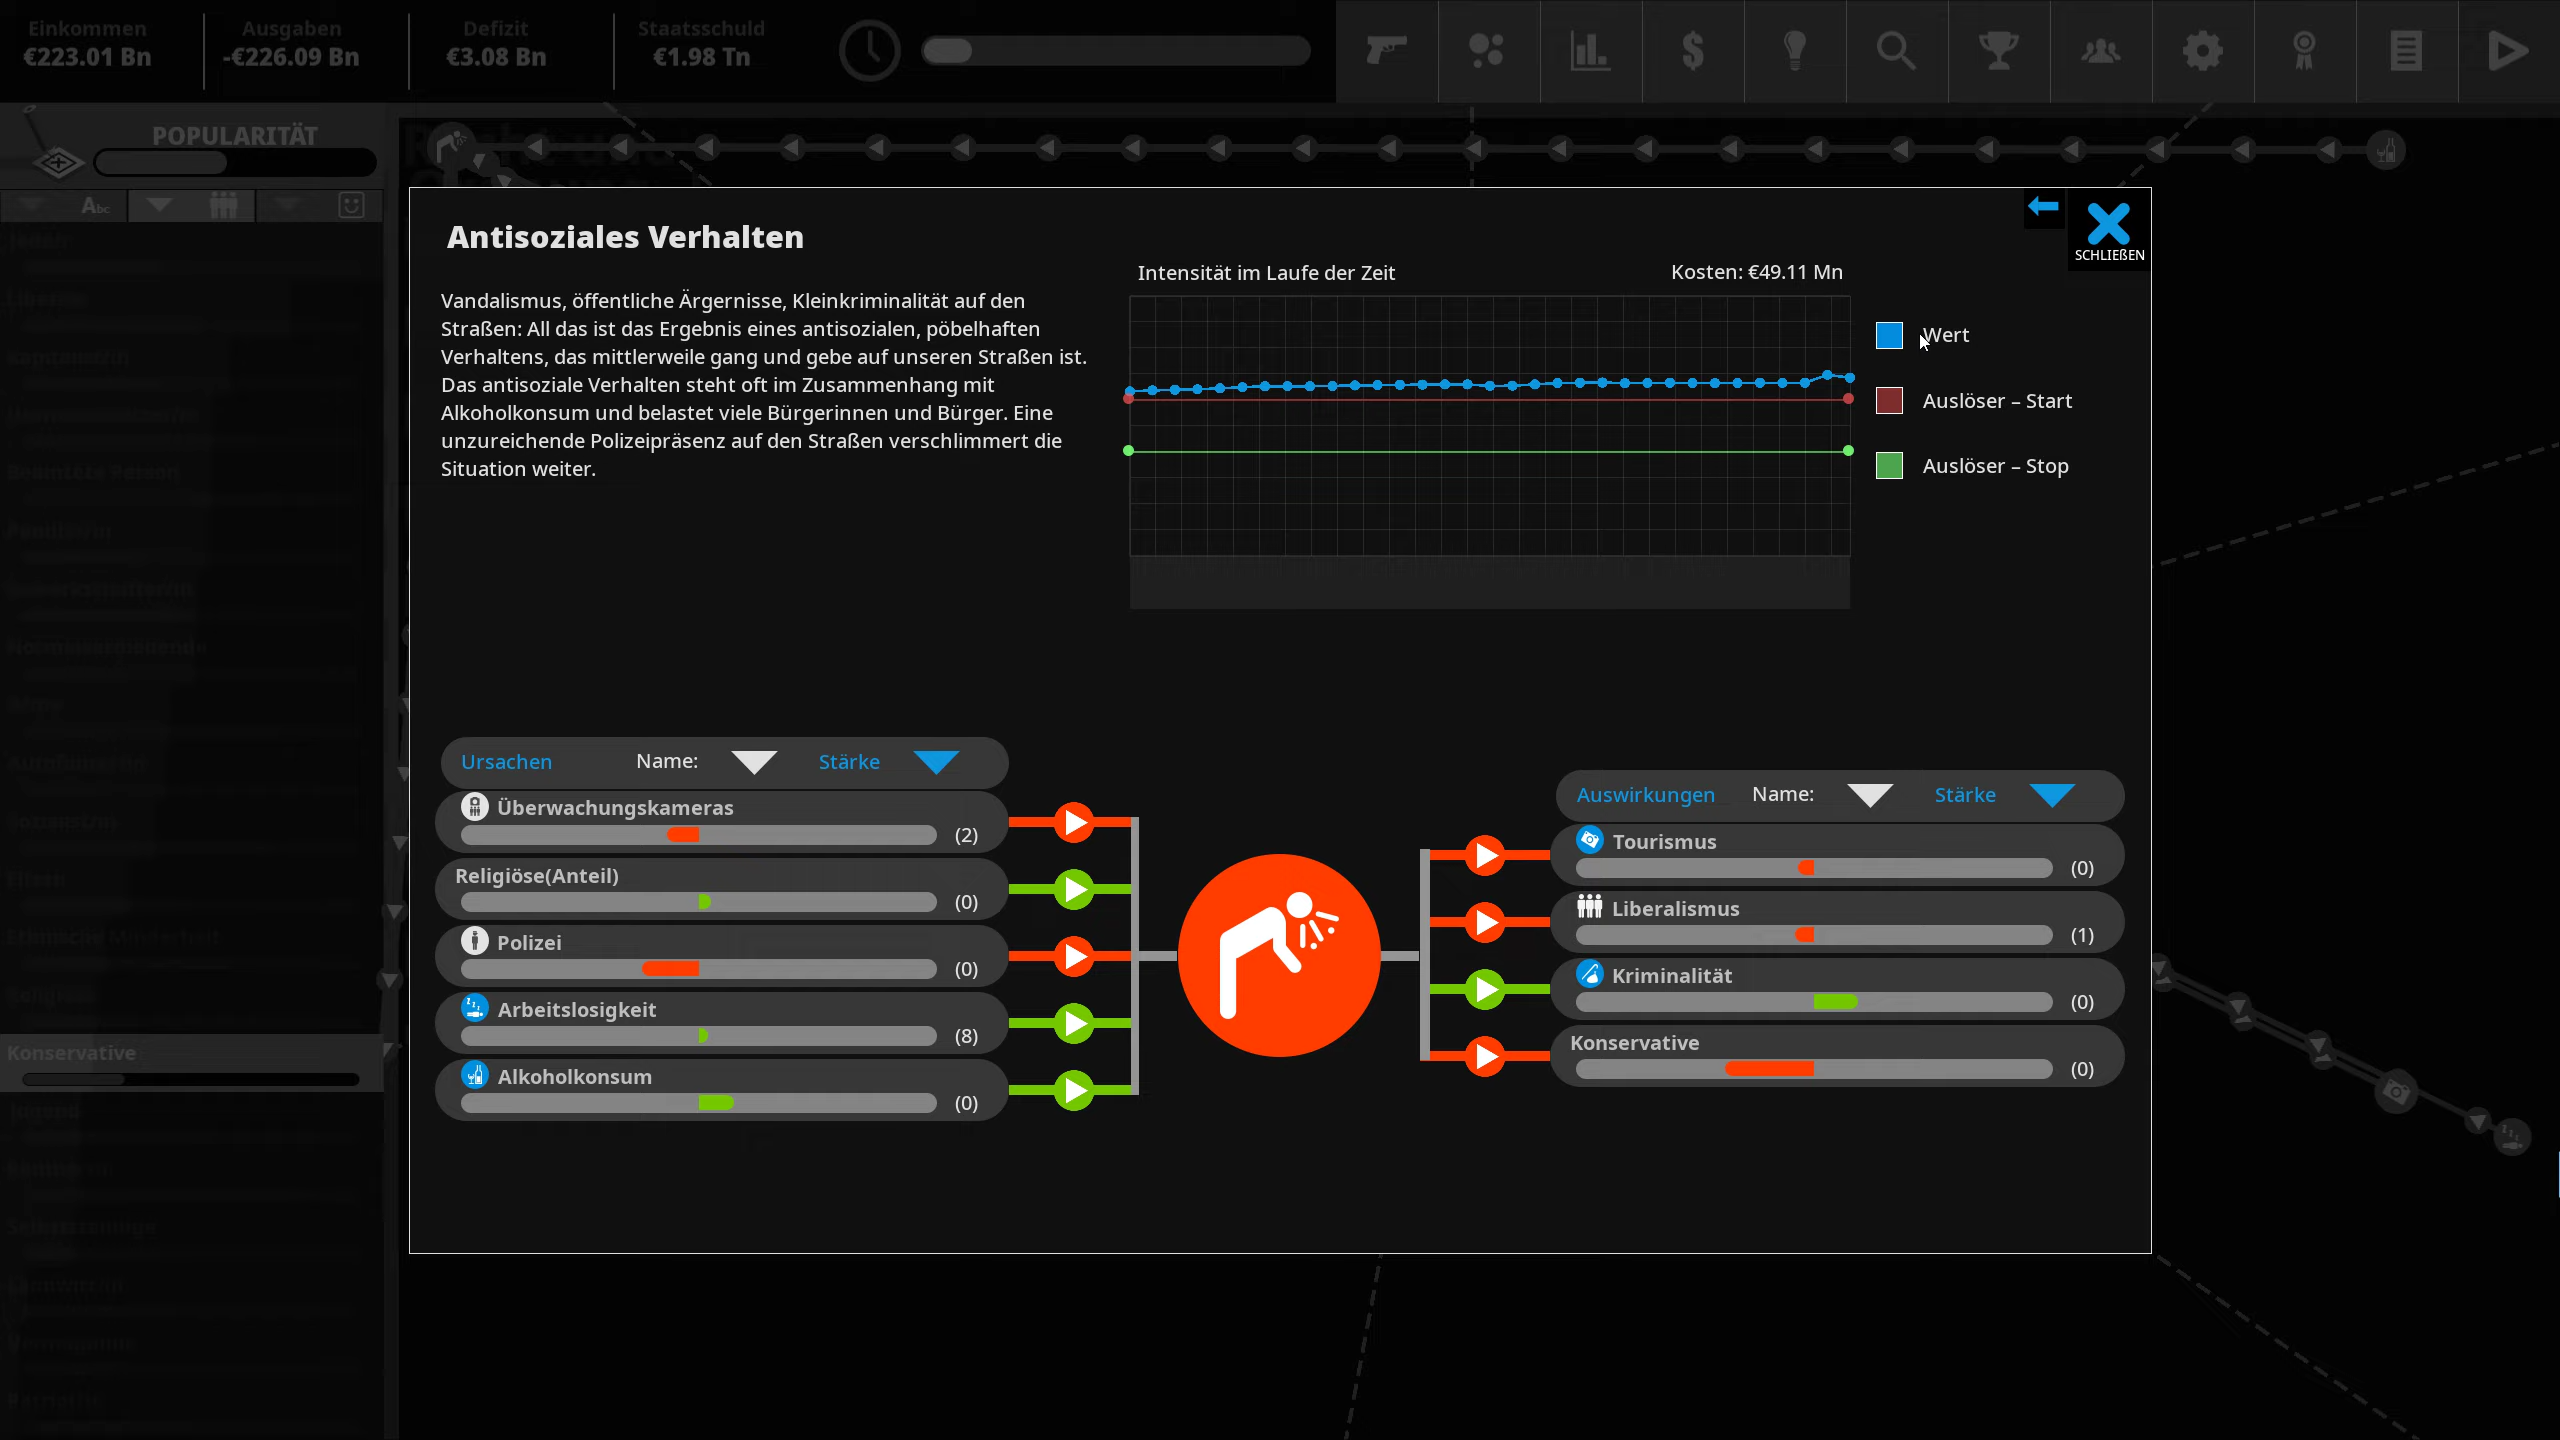 Einkommen
€223.01 Bn
Ausgaben
-€226.09 Bn
Defizit
€3.08 Bn
Staatsschuld
€1.98 Tn
POPULARITÄT
Abc
Antisoziales Verhalten
SCHLIEẞEN
Vandalismus, öffentliche Ärgernisse, Kleinkriminalität auf den
Straßen: All das ist das Ergebnis eines antisozialen, pöbelhaften
Verhaltens, das mittlerweile gang und gebe auf unseren Straßen ist.
Das antisoziale Verhalten steht oft im Zusammenhang mit
Alkoholkonsum und belastet viele Bürgerinnen und Bürger. Eine
unzureichende Polizeipräsenz auf den Straßen verschlimmert die
Situation weiter.
Intensität im Laufe der Zeit
Kosten: €49.11 Mn
Wert
Auslöser – Start
Auslöser – Stop
Ursachen Name: Stärke
Überwachungskameras
(2)
Religiöse(Anteil)
(0)
Polizei
(0)
Arbeitslosigkeit
(8)
Alkoholkonsum
(0)
Auswirkungen Name: Stärke
Tourismus
(0)
Liberalismus
(1)
Kriminalität
(0)
Konservative
(0)
Konservative